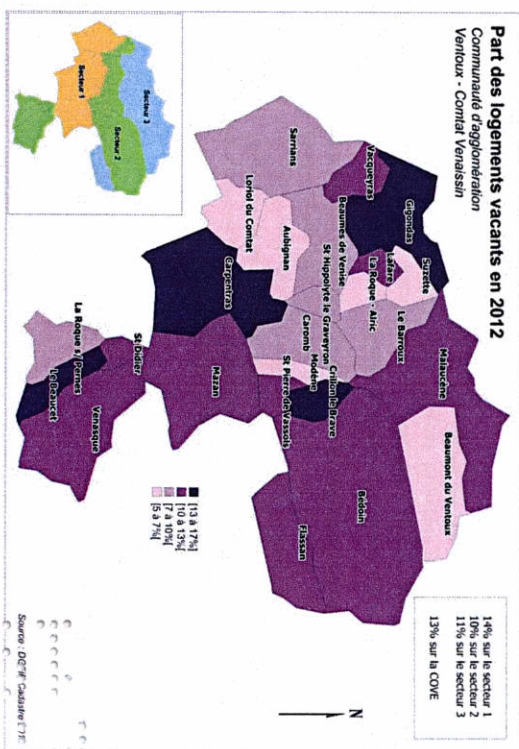 Part des logements vacants en 2012
Communauté d'agglomération
Ventoux - Comtat Venaissin
14% sur le secteur 1
10% sur le secteur 2
11% sur le secteur 3
13% sur la COVE
N
Malaucène
Beaumont du Ventoux
Suzette
Gigondas
Lafare
La Roque - Alric
Le Barroux
Vacqueyras
Beaumes de Venise
St Hippolyte le Graveyron
Sarrians
Aubignan
Loriol du Comtat
Caromb
Modène
Crillon le Brave
St Pierre de Vassols
Bédoin
Flassan
Carpentras
Mazan
St Didier
La Roque s/ Pernes
Le Beaucet
Venasque
[13 à 17%[
[10 à 13%[
[7 à 10%[
[5 à 7%[
Secteur 3
Secteur 2
Secteur 1
Source : Cadastre